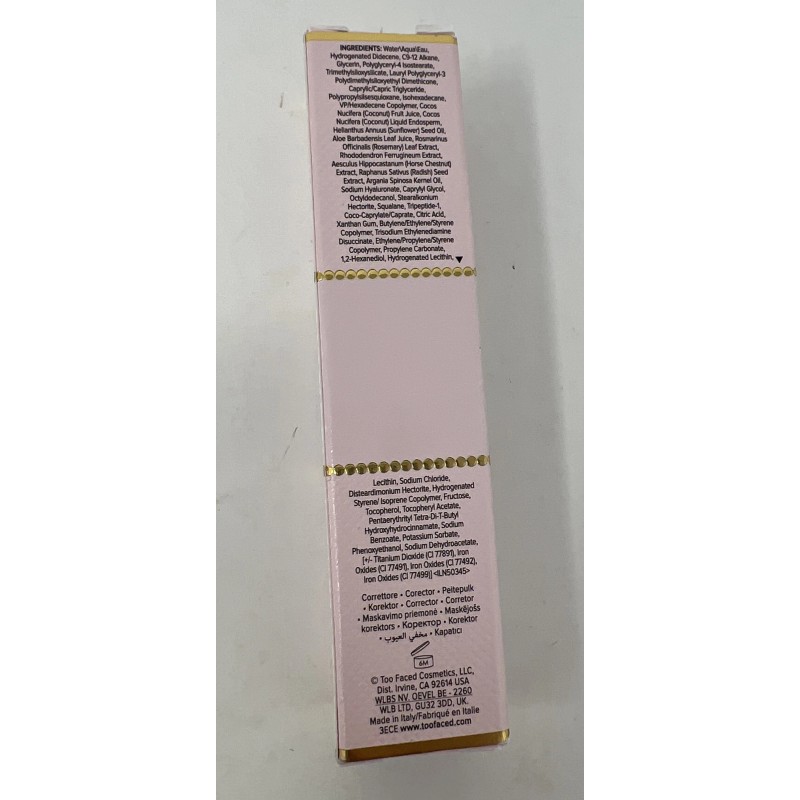 INGREDIENTS: Water\Aqua\Eau,
Hydrogenated Didecene, C9-12 Alkane,
Glycerin, Polyglyceryl-4 Isostearate,
Trimethylsiloxysilicate, Lauryl Polyglyceryl-3
Polydimethylsiloxyethyl Dimethicone,
Caprylic/Capric Triglyceride,
Polypropylsilsesquioxane, Isohexadecane,
VP/Hexadecene Copolymer, Cocos
Nucifera (Coconut) Fruit Juice, Cocos
Nucifera (Coconut) Liquid Endosperm,
Helianthus Annuus (Sunflower) Seed Oil,
Aloe Barbadensis Leaf Juice, Rosmarinus
Officinalis (Rosemary) Leaf Extract,
Rhododendron Ferrugineum Extract,
Aesculus Hippocastanum (Horse Chestnut)
Extract, Raphanus Sativus (Radish) Seed
Extract, Argania Spinosa Kernel Oil,
Sodium Hyaluronate, Caprylyl Glycol,
Octyldodecanol, Stearalkonium
Hectorite, Squalane, Tripeptide-1,
Coco-Caprylate/Caprate, Citric Acid,
Xanthan Gum, Butylene/Ethylene/Styrene
Copolymer, Trisodium Ethylenediamine
Disuccinate, Ethylene/Propylene/Styrene
Copolymer, Propylene Carbonate,
1,2-Hexanediol, Hydrogenated Lecithin,
Lecithin, Sodium Chloride,
Disteardimonium Hectorite, Hydrogenated
Styrene/ Isoprene Copolymer, Fructose,
Tocopherol, Tocopheryl Acetate,
Pentaerythrityl Tetra-Di-T-Butyl
Hydroxyhydrocinnamate, Sodium
Benzoate, Potassium Sorbate,
Phenoxyethanol, Sodium Dehydroacetate,
[+/- Titanium Dioxide (CI 77891), Iron
Oxides (CI 77491), Iron Oxides (CI 77492),
Iron Oxides (CI 77499)] <ILN50345>
Correttore • Corector • Peitepulk
• Korektor • Corrector • Corretor
• Maskavimo priemonė • Maskējošs
korektors • Коректор • Korektor
• مخفي العيوب • Kapatıcı
6M
© Too Faced Cosmetics, LLC,
Dist. Irvine, CA 92614 USA
WLBS NV. OEVEL BE - 2260
WLB LTD, GU32 3DD, UK.
Made in Italy/Fabriqué en Italie
3ECE www.toofaced.com